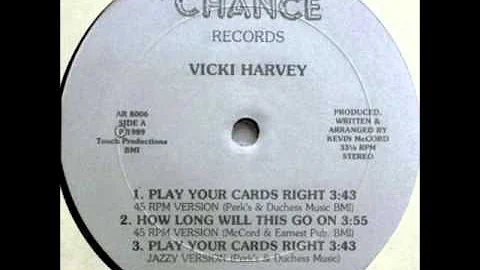 CHANCE
RECORDS
VICKI HARVEY
AR 8006
SIDE A
Ⓟ1989
Touch Productions
BMI
PRODUCED,
WRITTEN &
ARRANGED BY
KEVIN McCORD
33⅓ RPM
STEREO
1. PLAY YOUR CARDS RIGHT 3:43
45 RPM VERSION (Perk's & Duchess Music BMI)
2. HOW LONG WILL THIS GO ON 3:55
45 RPM VERSION (McCord & Earnest Pub. BMI)
3. PLAY YOUR CARDS RIGHT 3:43
JAZZY VERSION (Perk's & Duchess Music)